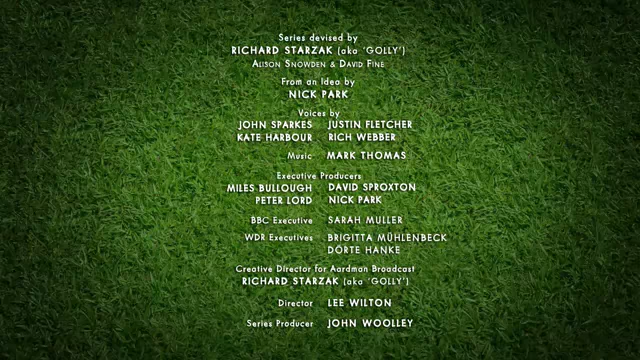 Series devised by
RICHARD STARZAK (aka ‘GOLLY’)
ALISON SNOWDEN & DAVID FINE
From an Idea by
NICK PARK
Voices by
JOHN SPARKES JUSTIN FLETCHER
KATE HARBOUR RICH WEBBER
Music MARK THOMAS
Executive Producers
MILES BULLOUGH DAVID SPROXTON
PETER LORD NICK PARK
BBC Executive SARAH MULLER
WDR Executives BRIGITTA MÜHLENBECK
DÖRTE HANKE
Creative Director for Aardman Broadcast
RICHARD STARZAK (aka ‘GOLLY’)
Director LEE WILTON
Series Producer JOHN WOOLLEY